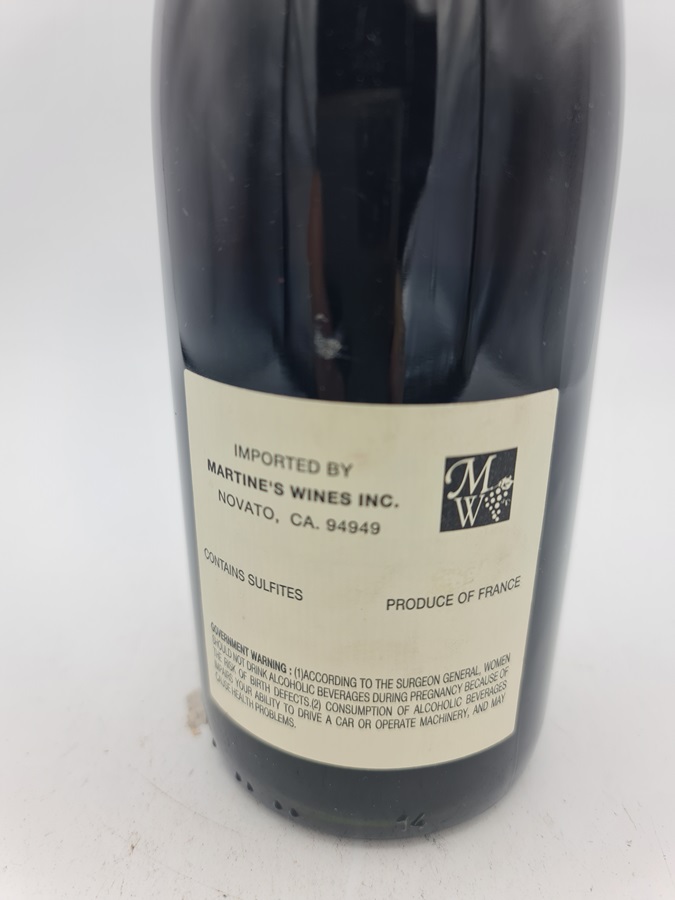 IMPORTED BY
MARTINE'S WINES INC.
NOVATO, CA. 94949
M
W
CONTAINS SULFITES
PRODUCE OF FRANCE
GOVERNMENT WARNING : (1)ACCORDING TO THE SURGEON GENERAL, WOMEN
SHOULD NOT DRINK ALCOHOLIC BEVERAGES DURING PREGNANCY BECAUSE OF
THE RISK OF BIRTH DEFECTS.(2) CONSUMPTION OF ALCOHOLIC BEVERAGES
IMPAIRS YOUR ABILITY TO DRIVE A CAR OR OPERATE MACHINERY, AND MAY
CAUSE HEALTH PROBLEMS.
14